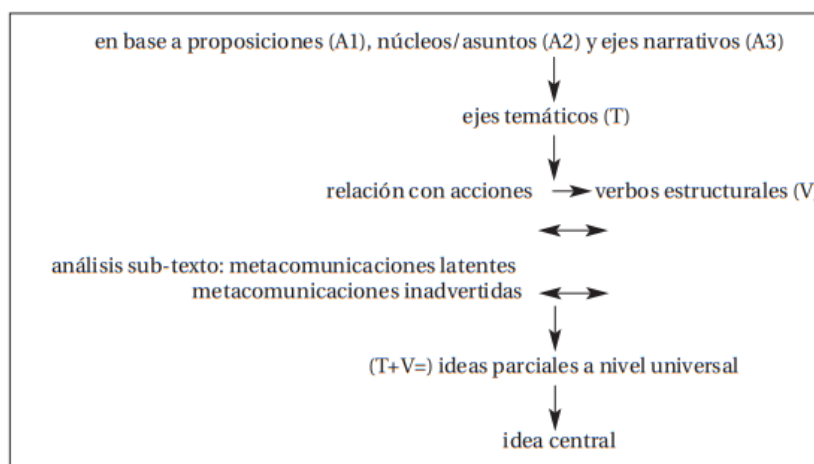 en base a proposiciones (A1), núcleos/asuntos (A2) y ejes narrativos (A3)
ejes temáticos (T)
relación con acciones verbos estructurales (V
análisis sub-texto: metacomunicaciones latentes
metacomunicaciones inadvertidas
(T+V=) ideas parciales a nivel universal
idea central